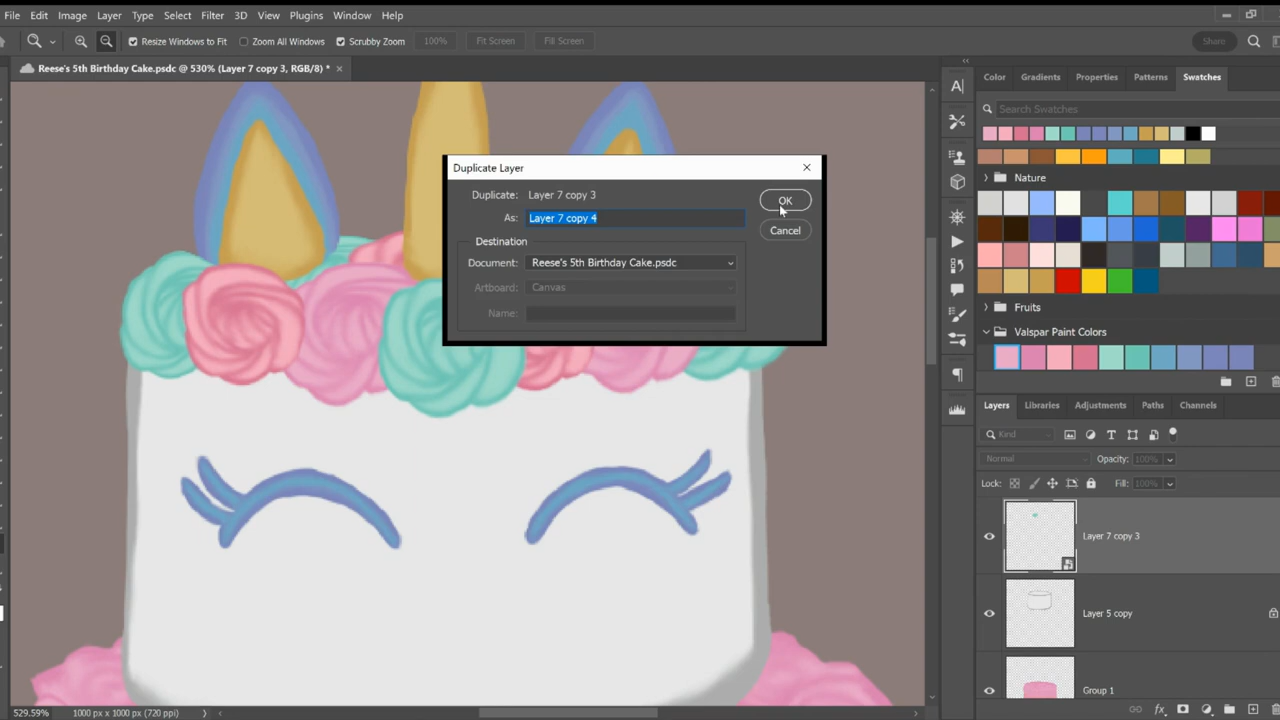 File Edit Image Layer Type Select Filter 3D View Plugins Window Help
Resize Windows to Fit Zoom All Windows Scrubby Zoom 100% Fit Screen Fill Screen Share
Reese's 5th Birthday Cake.psdc @ 530% (Layer 7 copy 3, RGB/8) * ×
Color Gradients Properties Patterns Swatches
Search Swatches
Nature
Fruits
Valspar Paint Colors
Duplicate Layer
Duplicate: Layer 7 copy 3
OK
As: Layer 7 copy 4
Cancel
Destination
Document: Reese's 5th Birthday Cake.psdc
Artboard: Canvas
Name:
Layers Libraries Adjustments Paths Channels
Kind
Normal Opacity: 100%
Lock: Fill: 100%
Layer 7 copy 3
Layer 5 copy
Group 1
529.59% 1000 px x 1000 px (720 ppi)